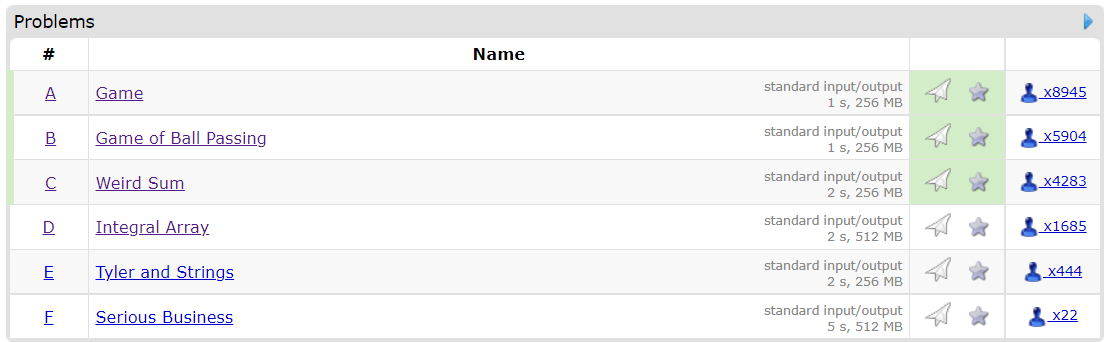 Problems
# Name
A Game standard input/output x8945
1 s, 256 MB
B Game of Ball Passing standard input/output x5904
1 s, 256 MB
C Weird Sum standard input/output x4283
2 s, 256 MB
D Integral Array standard input/output x1685
2 s, 512 MB
E Tyler and Strings standard input/output x444
2 s, 256 MB
F Serious Business standard input/output x22
5 s, 512 MB